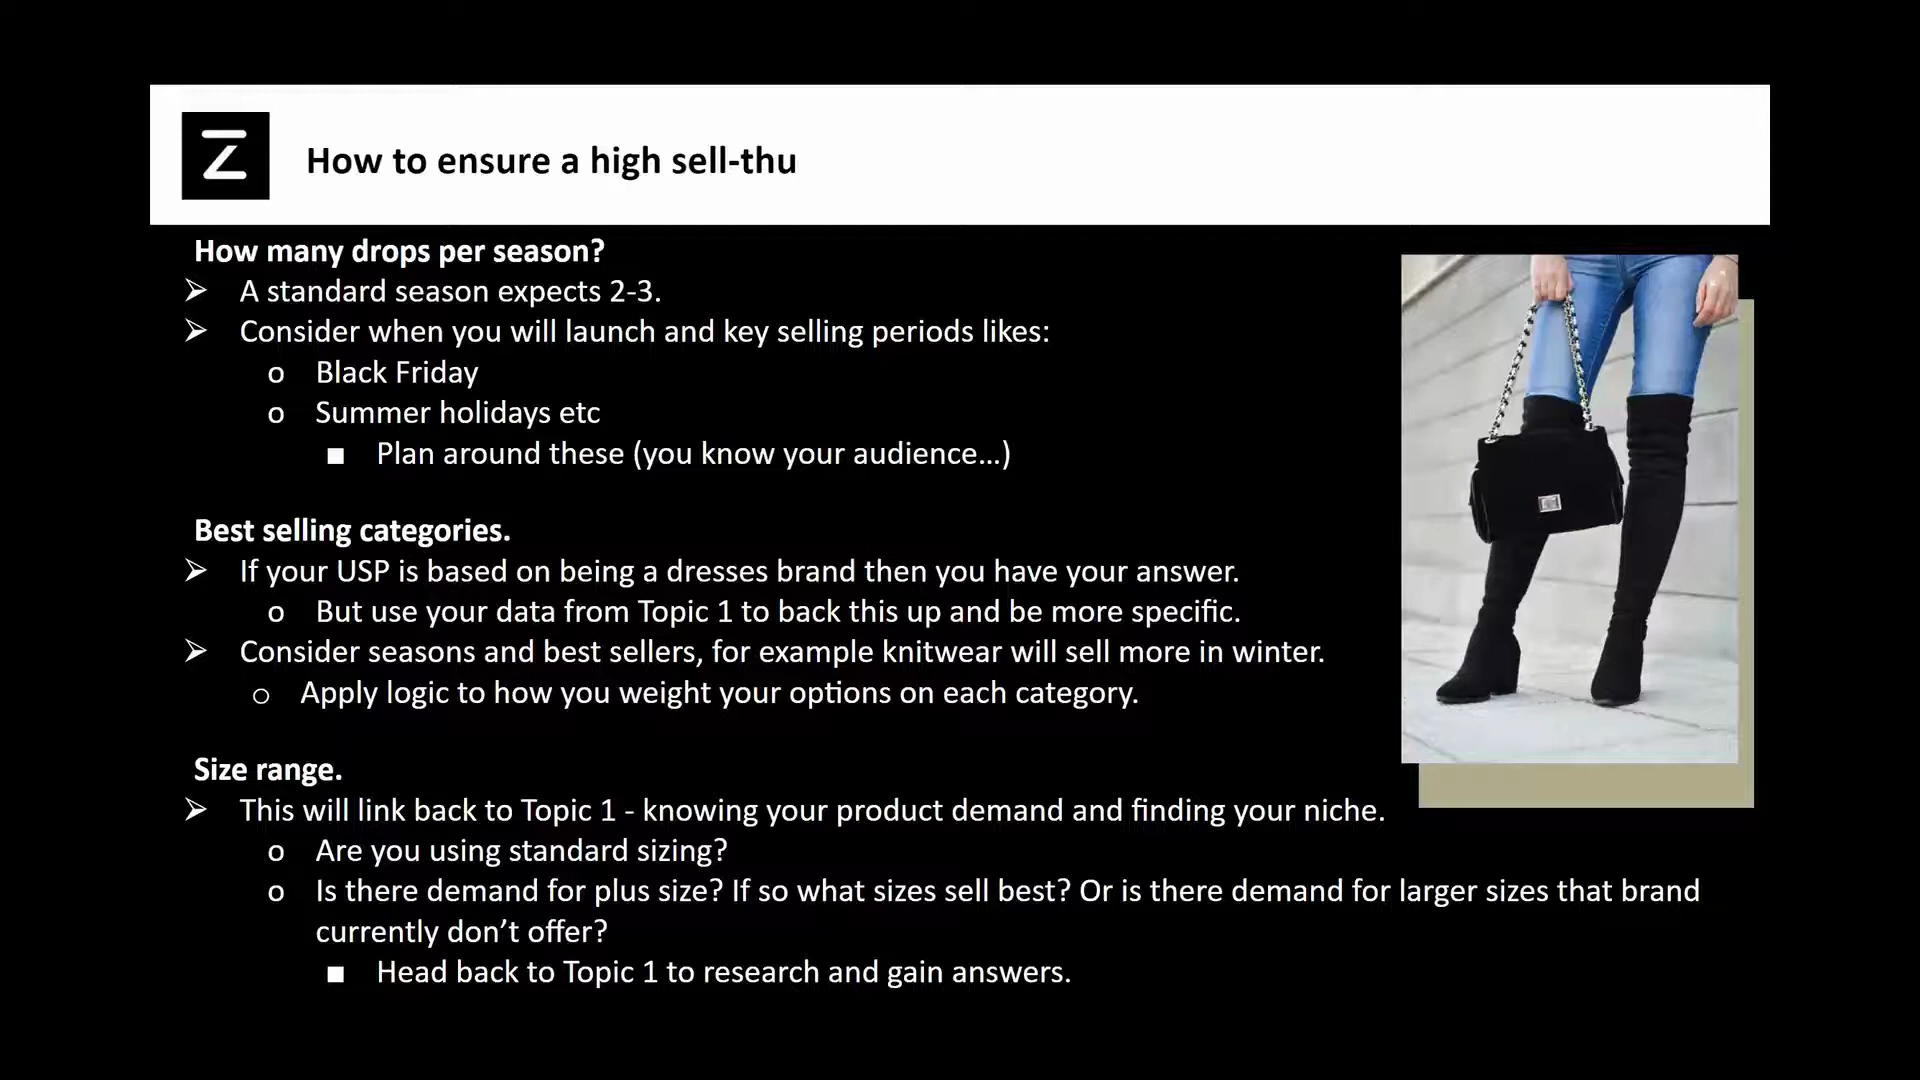 Z
How to ensure a high sell-thu
How many drops per season?
➢ A standard season expects 2-3.
➢ Consider when you will launch and key selling periods likes:
o Black Friday
o Summer holidays etc
▪ Plan around these (you know your audience…)
Best selling categories.
➢ If your USP is based on being a dresses brand then you have your answer.
o But use your data from Topic 1 to back this up and be more specific.
➢ Consider seasons and best sellers, for example knitwear will sell more in winter.
○ Apply logic to how you weight your options on each category.
Size range.
➢ This will link back to Topic 1 - knowing your product demand and finding your niche.
o Are you using standard sizing?
o Is there demand for plus size? If so what sizes sell best? Or is there demand for larger sizes that brand
currently don’t offer?
▪ Head back to Topic 1 to research and gain answers.